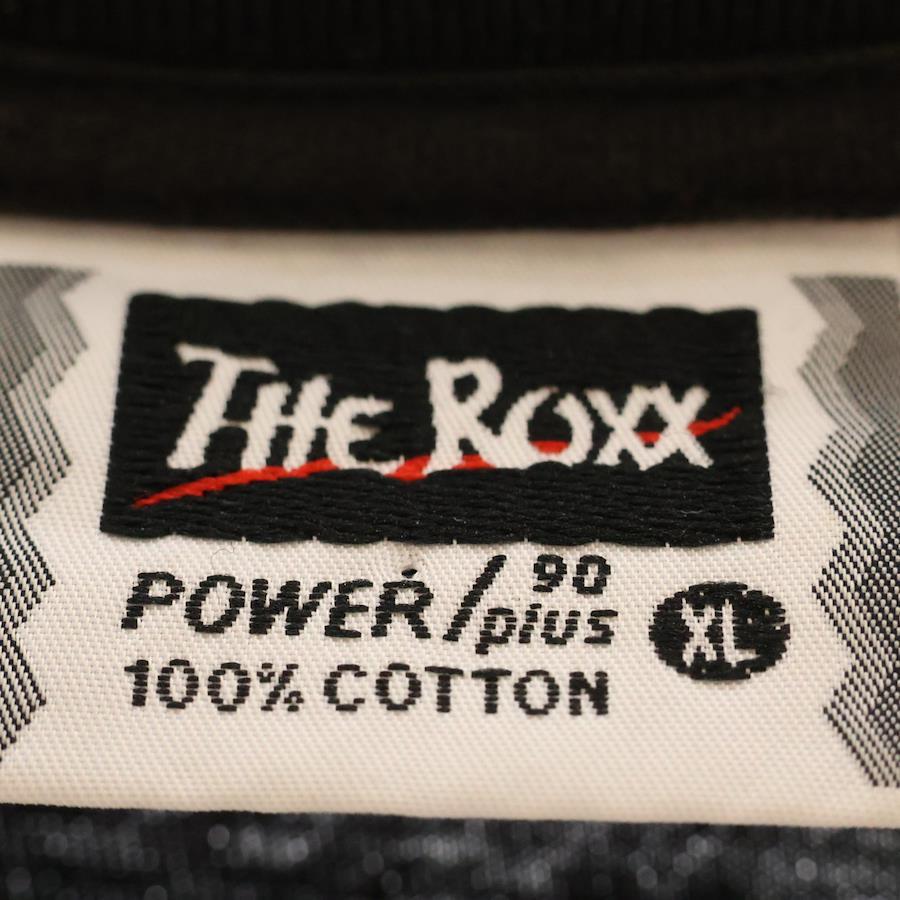 THE ROXX
POWER/90 plus
XL
100% COTTON